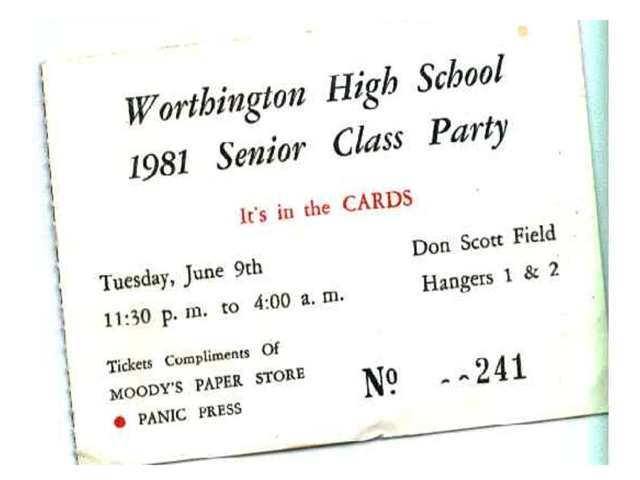 Worthington High School
1981 Senior Class Party
It's in the CARDS
Tuesday, June 9th
11:30 p. m. to 4:00 a. m.
Don Scott Field
Hangers 1 & 2
Tickets Compliments Of
MOODY'S PAPER STORE
PANIC PRESS
Nº 241